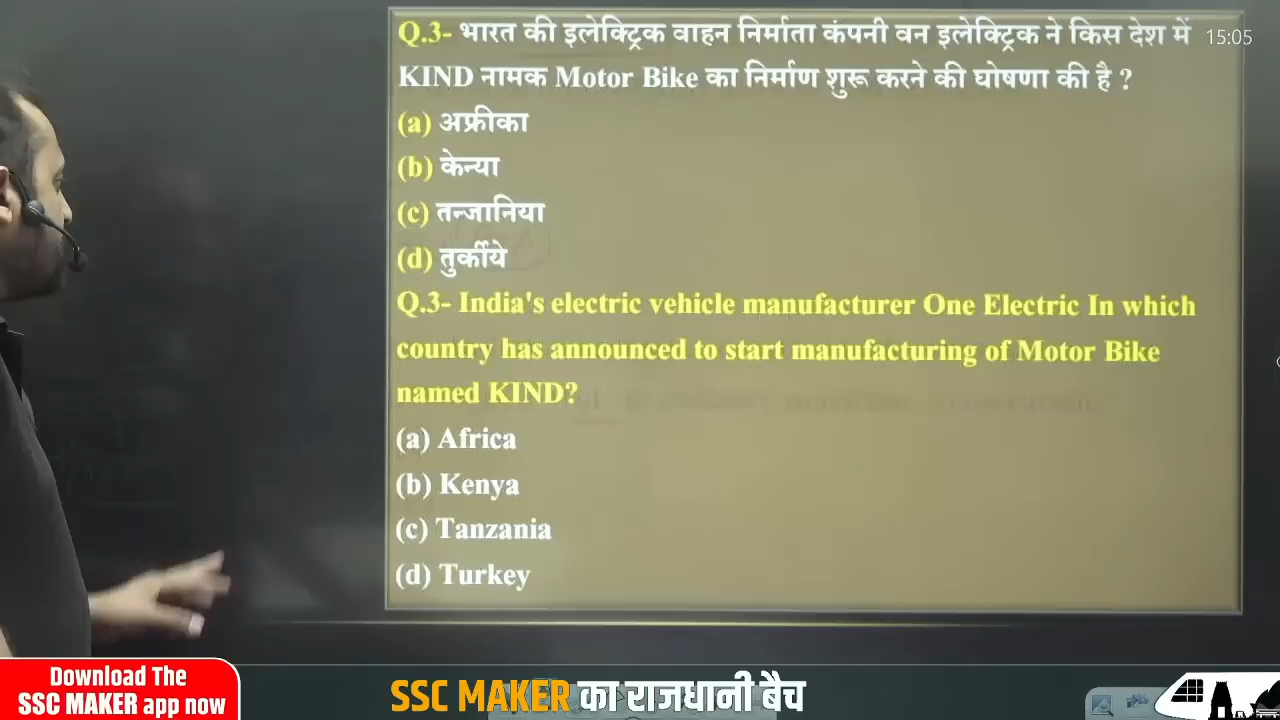 Q.3- भारत की इलेक्ट्रिक वाहन निर्माता कंपनी वन इलेक्ट्रिक ने किस देश में
15:05
KIND नामक Motor Bike का निर्माण शुरू करने की घोषणा की है ?
(a) अफ्रीका
(b) केन्या
(c) तन्जानिया
(d) तुर्कीये
Q.3- India's electric vehicle manufacturer One Electric In which
country has announced to start manufacturing of Motor Bike
named KIND?
(a) Africa
(b) Kenya
(c) Tanzania
(d) Turkey
Download The
SSC MAKER app now
SSC MAKER का राजधानी बैच